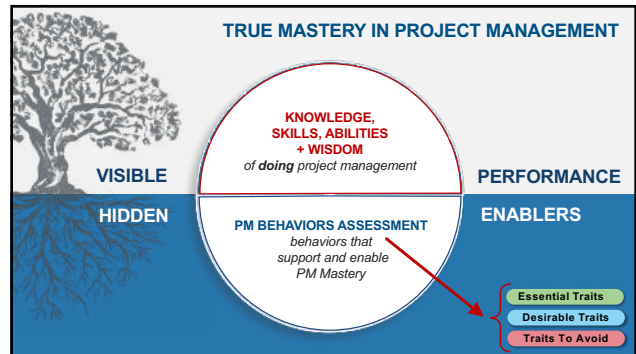 TRUE MASTERY IN PROJECT MANAGEMENT
KNOWLEDGE,
SKILLS, ABILITIES
+ WISDOM
of doing project management
VISIBLE
PERFORMANCE
HIDDEN
ENABLERS
PM BEHAVIORS ASSESSMENT
behaviors that
support and enable
PM Mastery
Essential Traits
Desirable Traits
Traits To Avoid